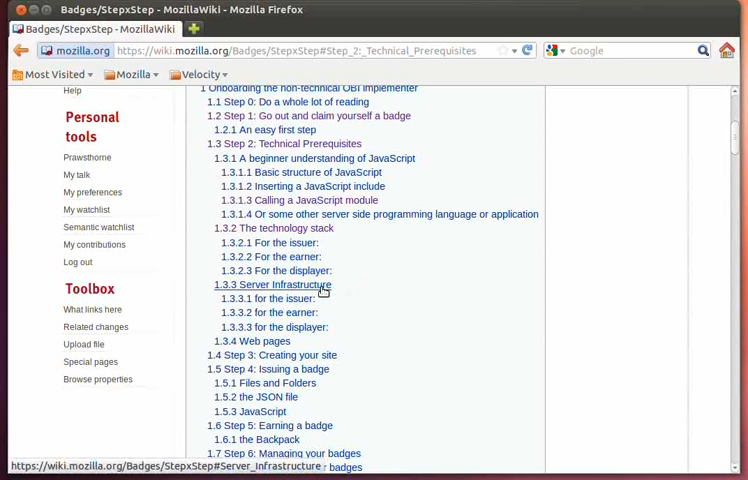 Badges/StepxStep - MozillaWiki - Mozilla Firefox
Badges/StepxStep - MozillaWiki
mozilla.org https://wiki.mozilla.org/Badges/StepxStep#Step_2:_Technical_Prerequisites Google
Most Visited Mozilla Velocity
Help
Personal
tools
Prawsthorne
My talk
My preferences
My watchlist
Semantic watchlist
My contributions
Log out
Toolbox
What links here
Related changes
Upload file
Special pages
Browse properties
1 Onboarding the non-technical OBI implementer
1.1 Step 0: Do a whole lot of reading
1.2 Step 1: Go out and claim yourself a badge
1.2.1 An easy first step
1.3 Step 2: Technical Prerequisites
1.3.1 A beginner understanding of JavaScript
1.3.1.1 Basic structure of JavaScript
1.3.1.2 Inserting a JavaScript include
1.3.1.3 Calling a JavaScript module
1.3.1.4 Or some other server side programming language or application
1.3.2 The technology stack
1.3.2.1 For the issuer:
1.3.2.2 For the earner:
1.3.2.3 For the displayer:
1.3.3 Server Infrastructure
1.3.3.1 for the issuer:
1.3.3.2 for the earner:
1.3.3.3 for the displayer:
1.3.4 Web pages
1.4 Step 3: Creating your site
1.5 Step 4: Issuing a badge
1.5.1 Files and Folders
1.5.2 the JSON file
1.5.3 JavaScript
1.6 Step 5: Earning a badge
1.6.1 the Backpack
1.7 Step 6: Managing your badges
badges
https://wiki.mozilla.org/Badges/StepxStep#Server_Infrastructure